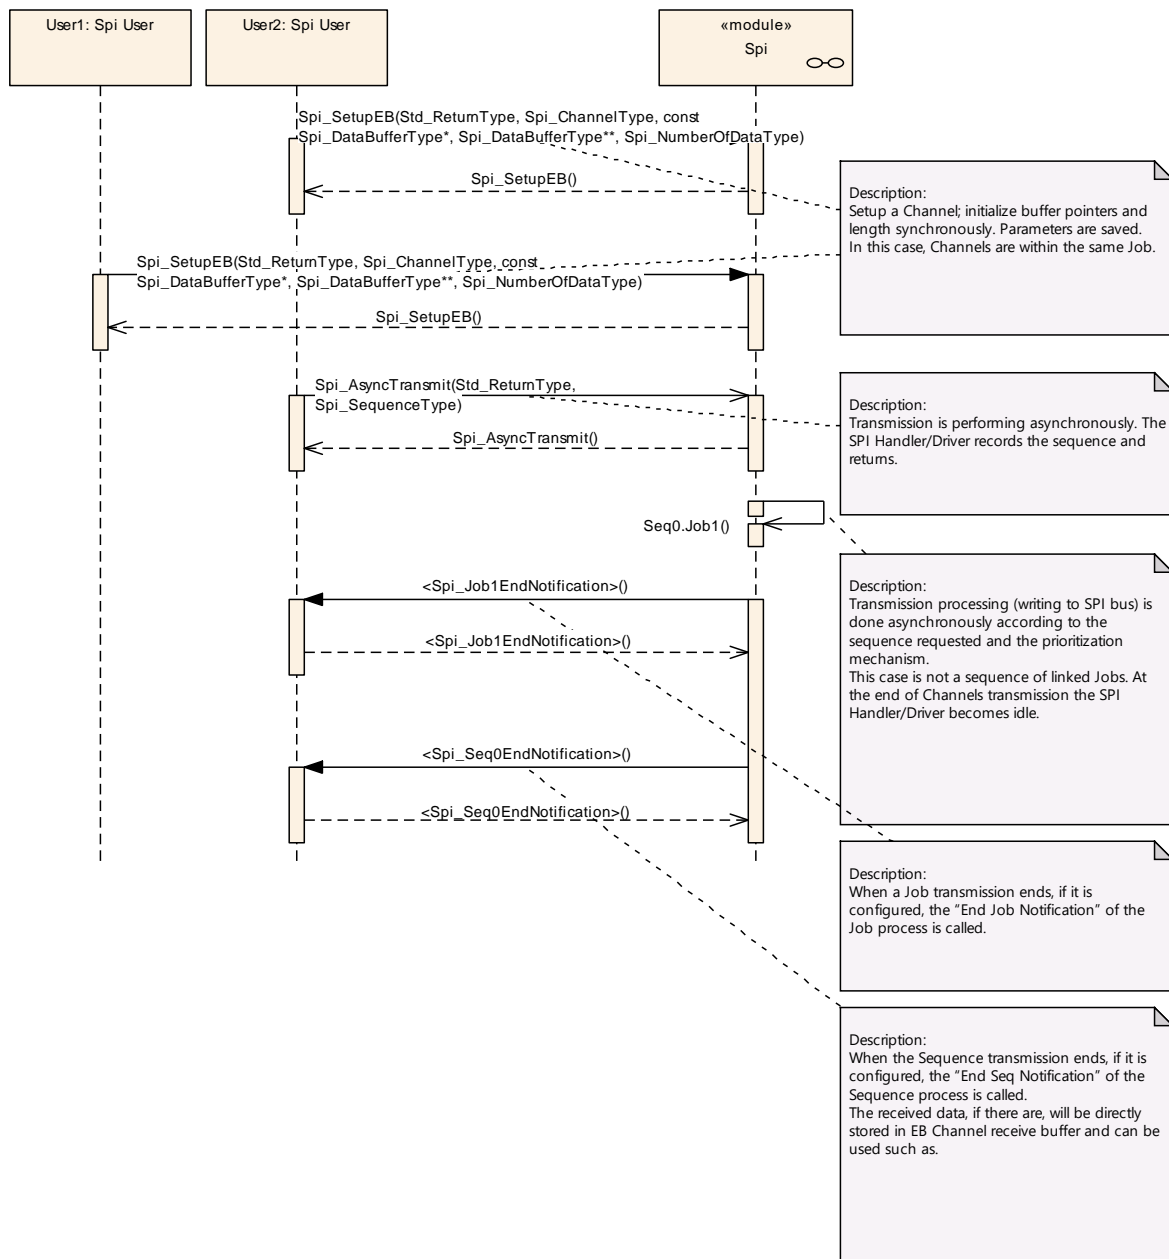 User1: Spi User
User2: Spi User
«module»
Spi
Spi_SetupEB(Std_ReturnType, Spi_ChannelType, const
Spi_DataBufferType*, Spi_DataBufferType**, Spi_NumberOfDataType)
Spi_SetupEB()
Description:
Setup a Channel; initialize buffer pointers and
length synchronously. Parameters are saved.
In this case, Channels are within the same Job.
Spi_SetupEB(Std_ReturnType, Spi_ChannelType, const
Spi_DataBufferType*, Spi_DataBufferType**, Spi_NumberOfDataType)
Spi_SetupEB()
Spi_AsyncTransmit(Std_ReturnType,
Spi_SequenceType)
Spi_AsyncTransmit()
Description:
Transmission is performing asynchronously. The
SPI Handler/Driver records the sequence and
returns.
Seq0.Job1()
Description:
Transmission processing (writing to SPI bus) is
done asynchronously according to the
sequence requested and the prioritization
mechanism.
This case is not a sequence of linked Jobs. At
the end of Channels transmission the SPI
Handler/Driver becomes idle.
<Spi_Job1EndNotification>()
<Spi_Job1EndNotification>()
<Spi_Seq0EndNotification>()
<Spi_Seq0EndNotification>()
Description:
When a Job transmission ends, if it is
configured, the "End Job Notification" of the
Job process is called.
Description:
When the Sequence transmission ends, if it is
configured, the "End Seq Notification" of the
Sequence process is called.
The received data, if there are, will be directly
stored in EB Channel receive buffer and can be
used such as.